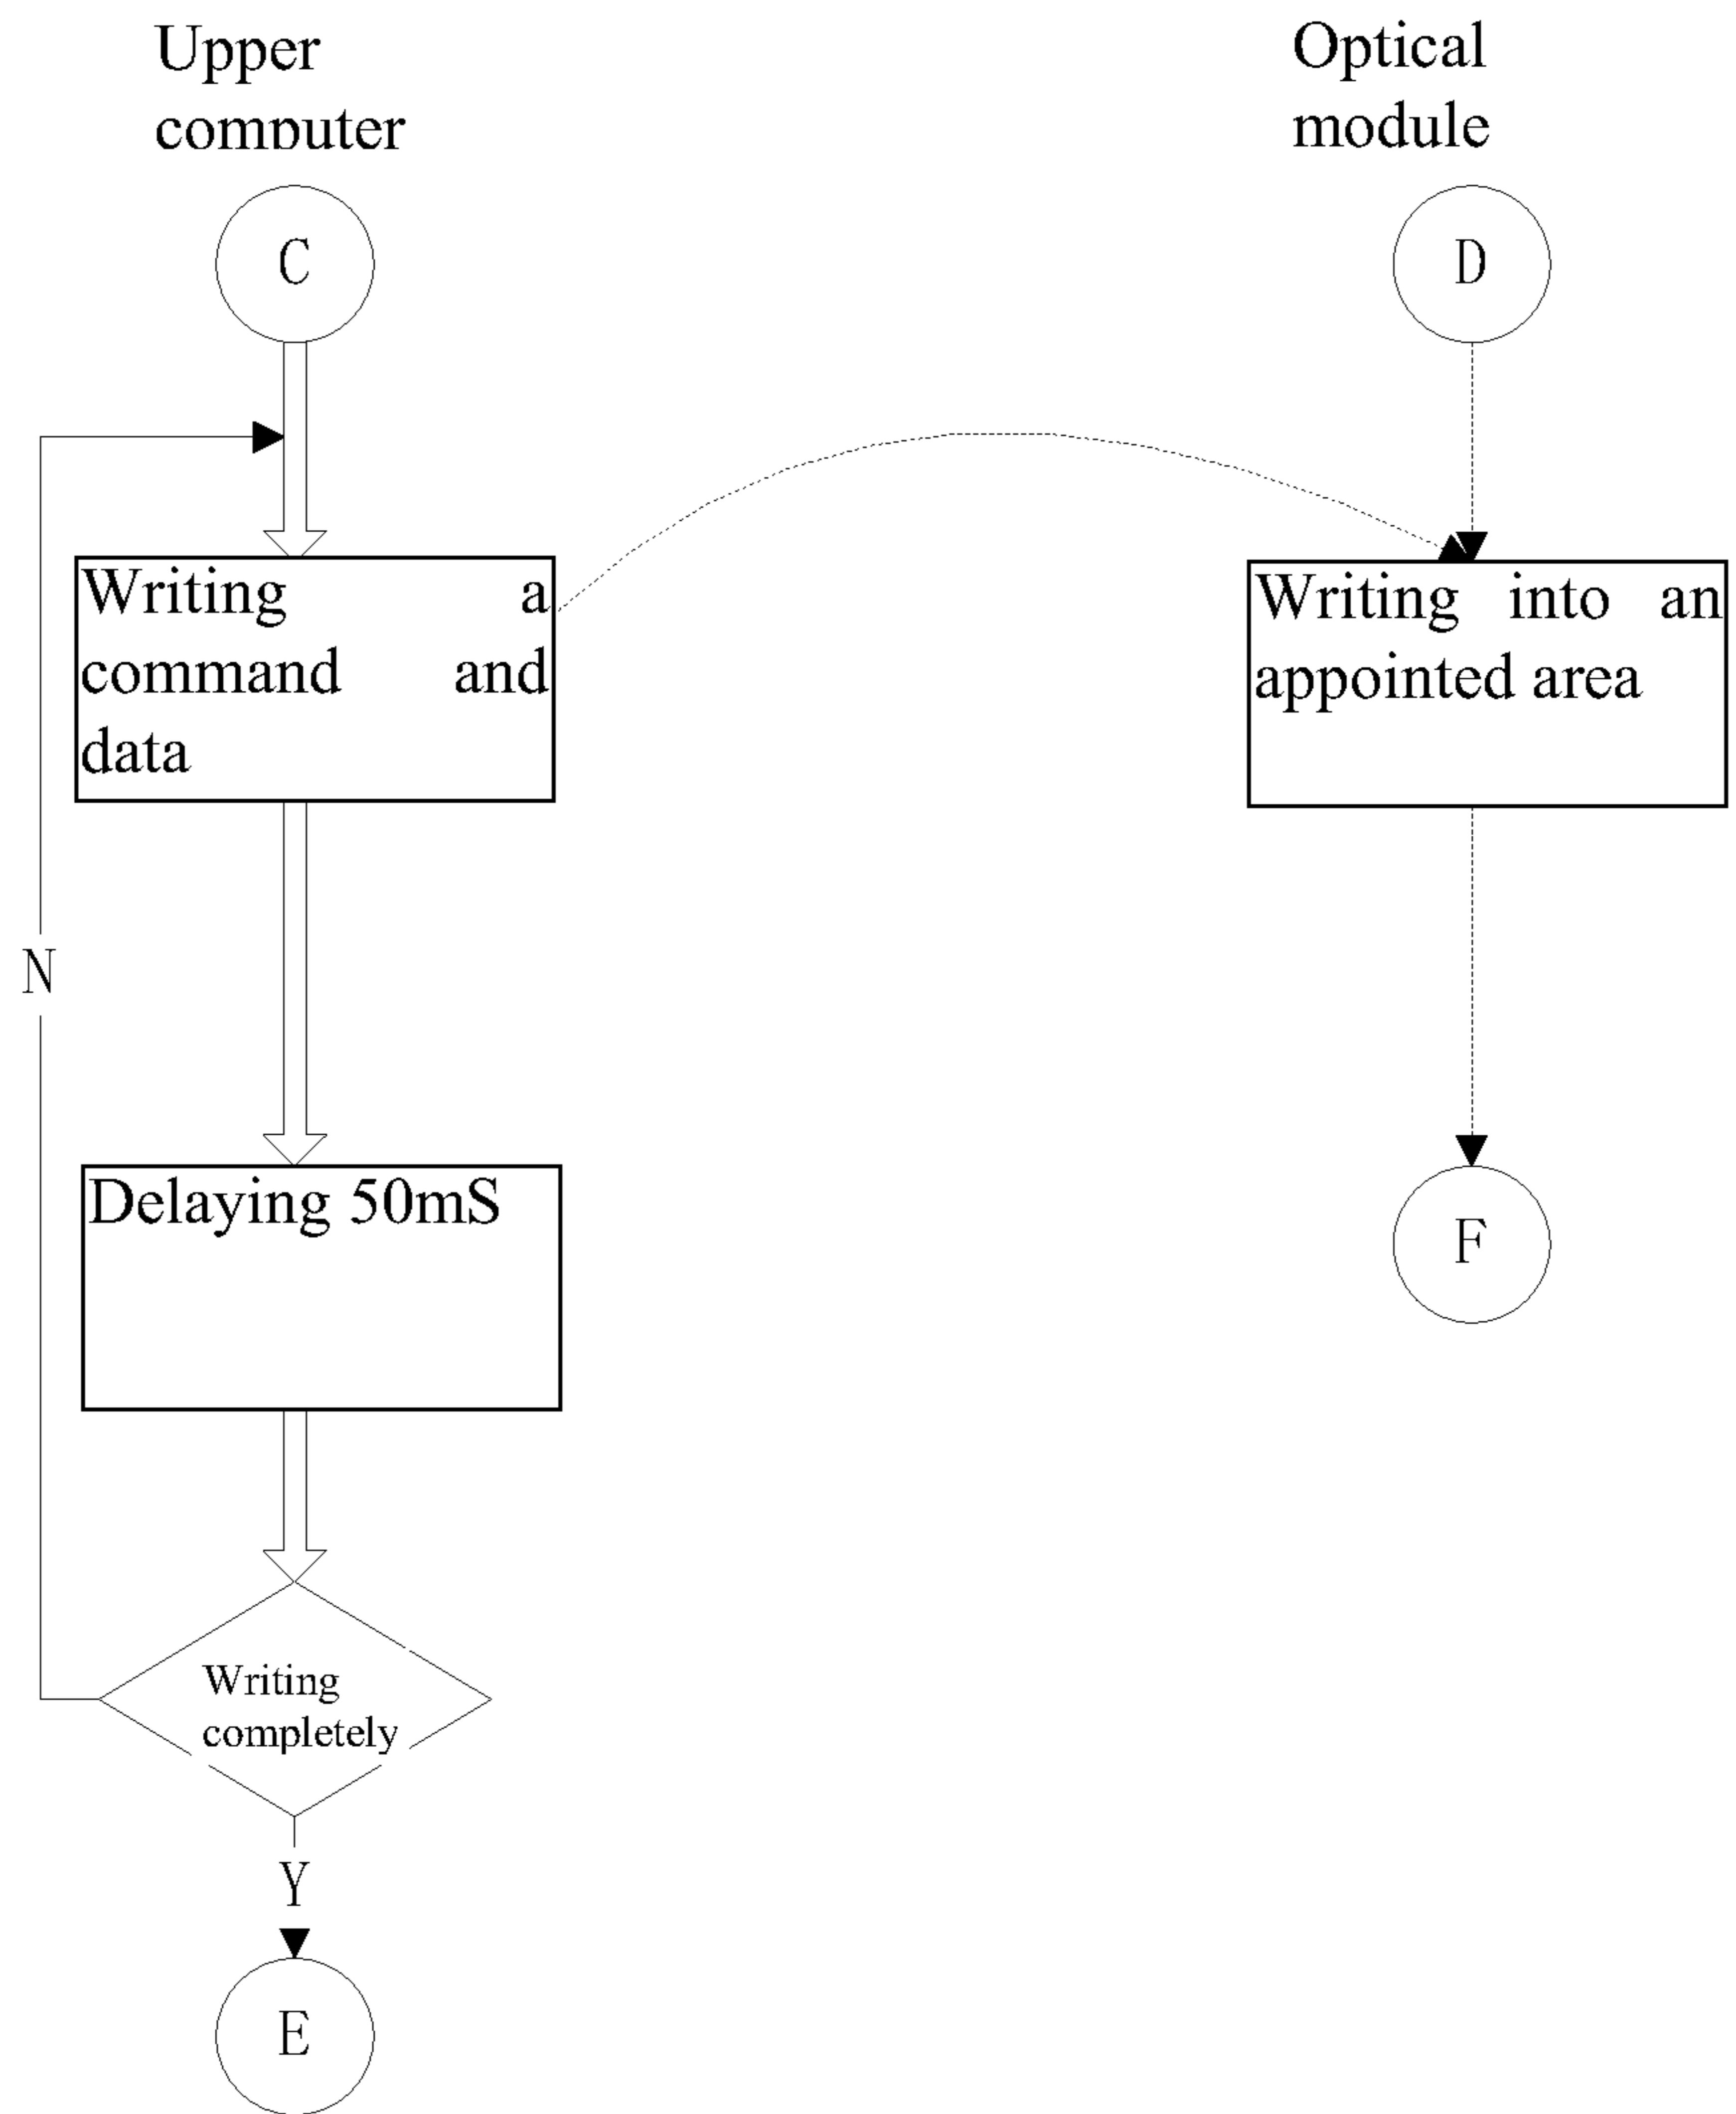 Upper
computer
Optical
module
C
D
Writing a
command and
data
Writing into an
appointed area
N
Delaying 50mS
F
Writing
completely
Y
E